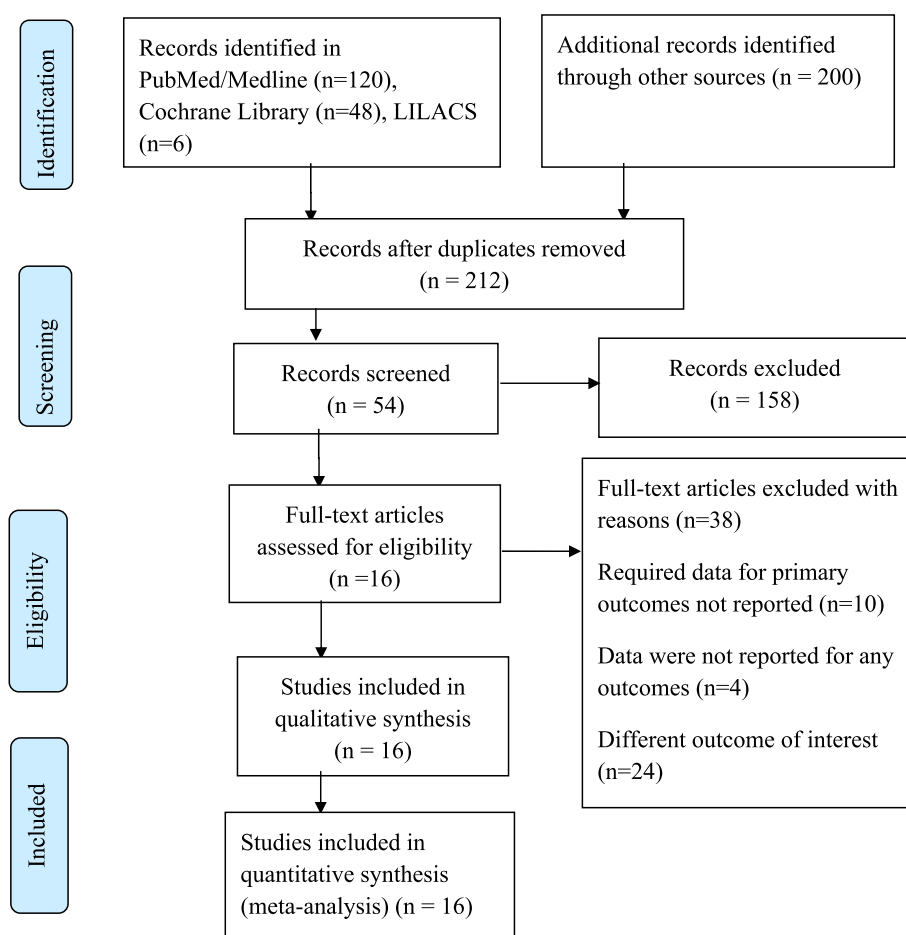 Identification
Records identified in
PubMed/Medline (n=120),
Cochrane Library (n=48), LILACS
(n=6)
Additional records identified
through other sources (n = 200)
Records after duplicates removed
(n = 212)
Screening
Records screened
(n = 54)
Records excluded
(n = 158)
Eligibility
Full-text articles
assessed for eligibility
(n =16)
Full-text articles excluded with
reasons (n=38)
Required data for primary
outcomes not reported (n=10)
Data were not reported for any
outcomes (n=4)
Different outcome of interest
(n=24)
Studies included in
qualitative synthesis
(n = 16)
Included
Studies included in
quantitative synthesis
(meta-analysis) (n = 16)